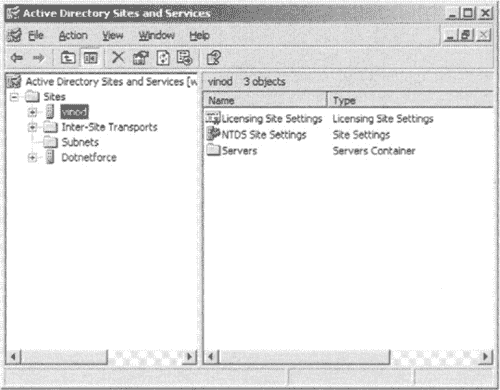 Active Directory Sites and Services
File Action View Window Help
Active Directory Sites and Services [w
Sites
vinod
Inter-Site Transports
Subnets
Dotnetforce
vinod 3 objects
Name Type
Licensing Site Settings Licensing Site Settings
NTDS Site Settings Site Settings
Servers Servers Container